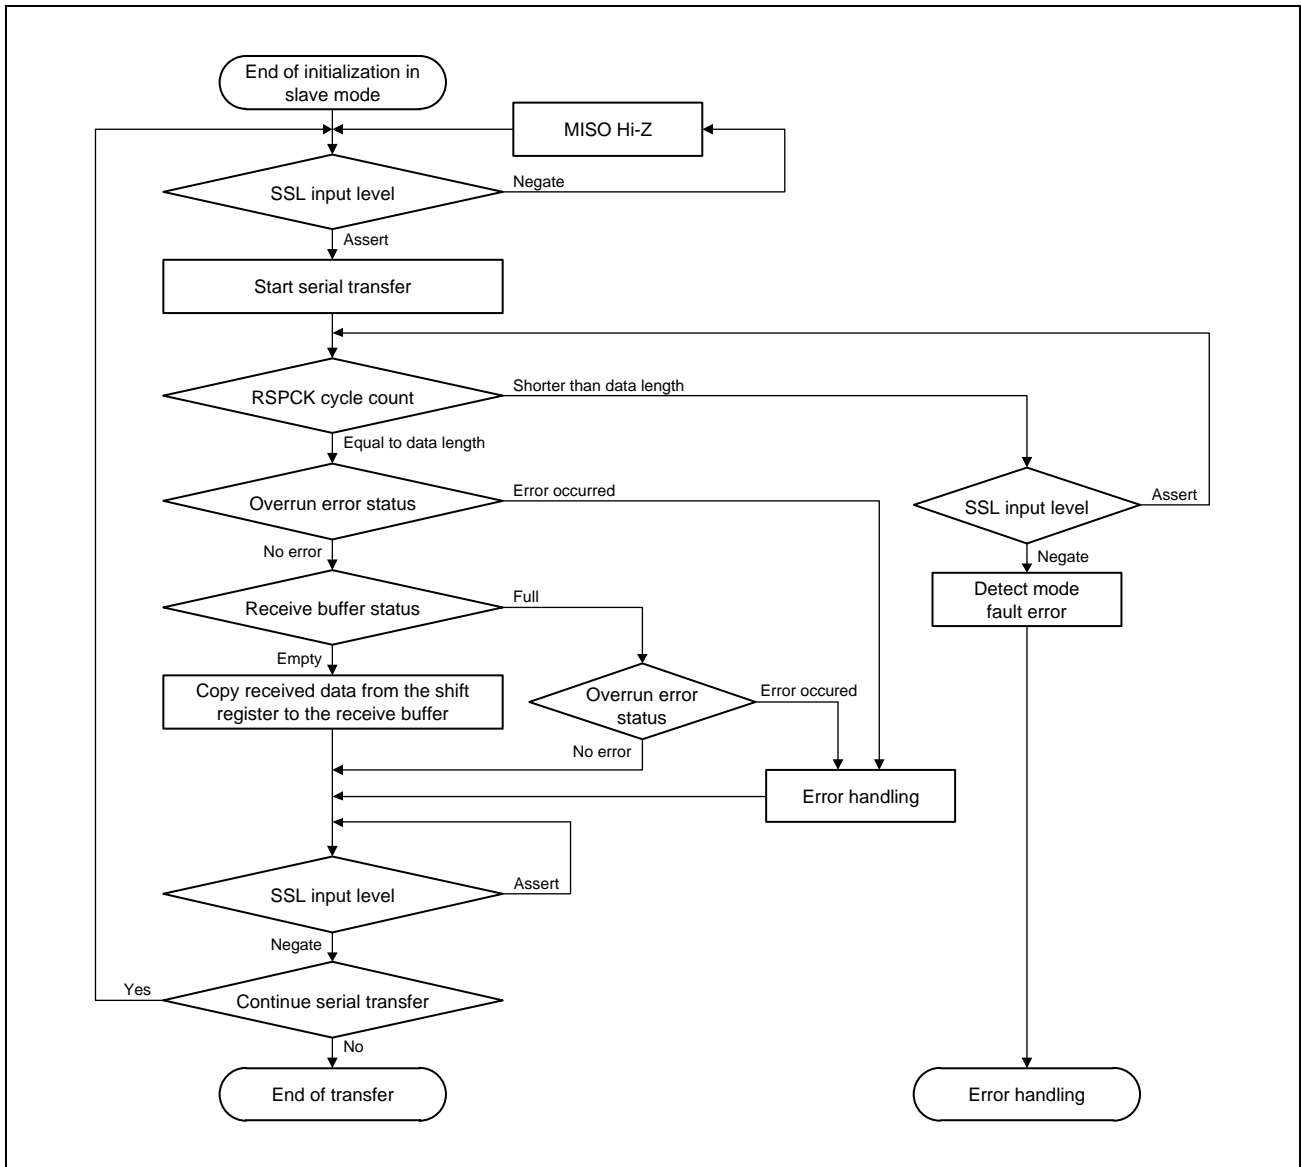 End of initialization in
slave mode
MISO Hi-Z
SSL input level
Negate
Assert
Start serial transfer
RSPCK cycle count
Shorter than data length
Equal to data length
Overrun error status
Error occurred
SSL input level
Assert
No error
Negate
Receive buffer status
Full
Detect mode
fault error
Empty
Copy received data from the shift
register to the receive buffer
Overrun error
status
Error occured
No error
Error handling
SSL input level
Assert
Negate
Yes
Continue serial transfer
No
End of transfer
Error handling